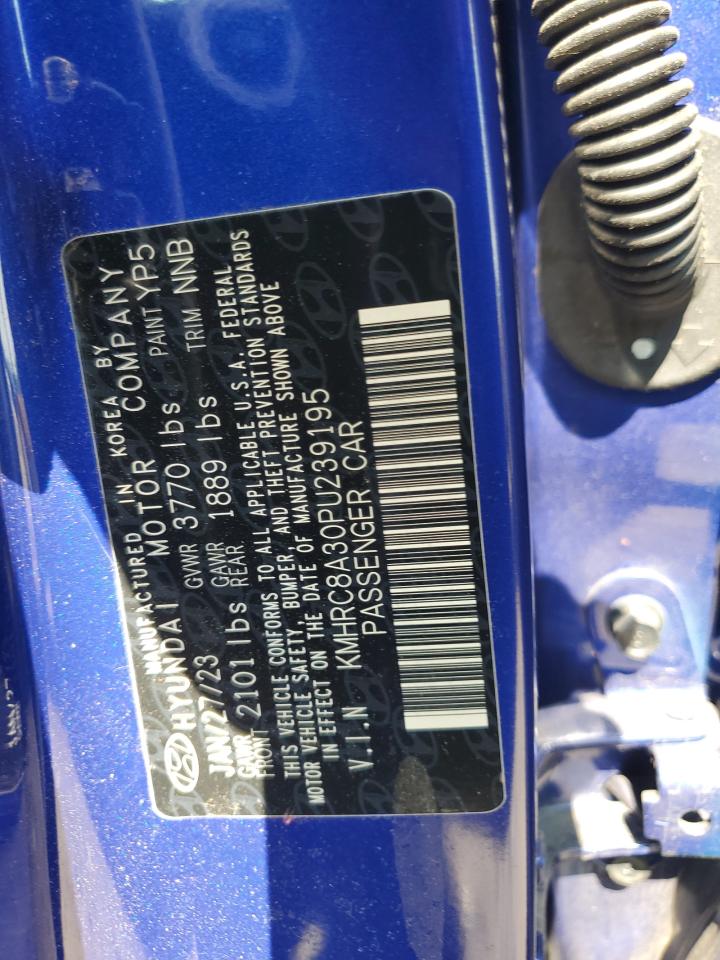 MANUFACTURED IN KOREA BY
HYUNDAI MOTOR COMPANY
JAN/27/23 GVWR 3770 lbs PAINT YP5
GAWR FRONT 2101 lbs GAWR REAR 1889 lbs TRIM NNB
THIS VEHICLE CONFORMS TO ALL APPLICABLE U.S.A. FEDERAL
MOTOR VEHICLE SAFETY, BUMPER, AND THEFT PREVENTION STANDARDS
IN EFFECT ON THE DATE OF MANUFACTURE SHOWN ABOVE
V.I.N KMHRC8A30PU239195
PASSENGER CAR